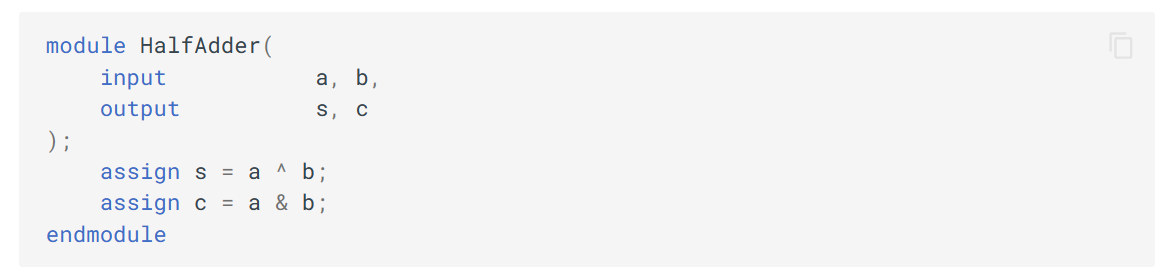 module HalfAdder(
    input           a, b,
    output          s, c
);
    assign s = a ^ b;
    assign c = a & b;
endmodule